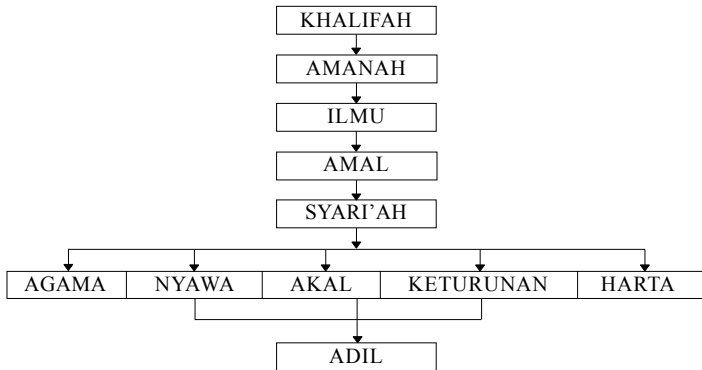 KHALIFAH
AMANAH
ILMU
AMAL
SYARI'AH
AGAMA NYAWA AKAL KETURUNAN HARTA
ADIL